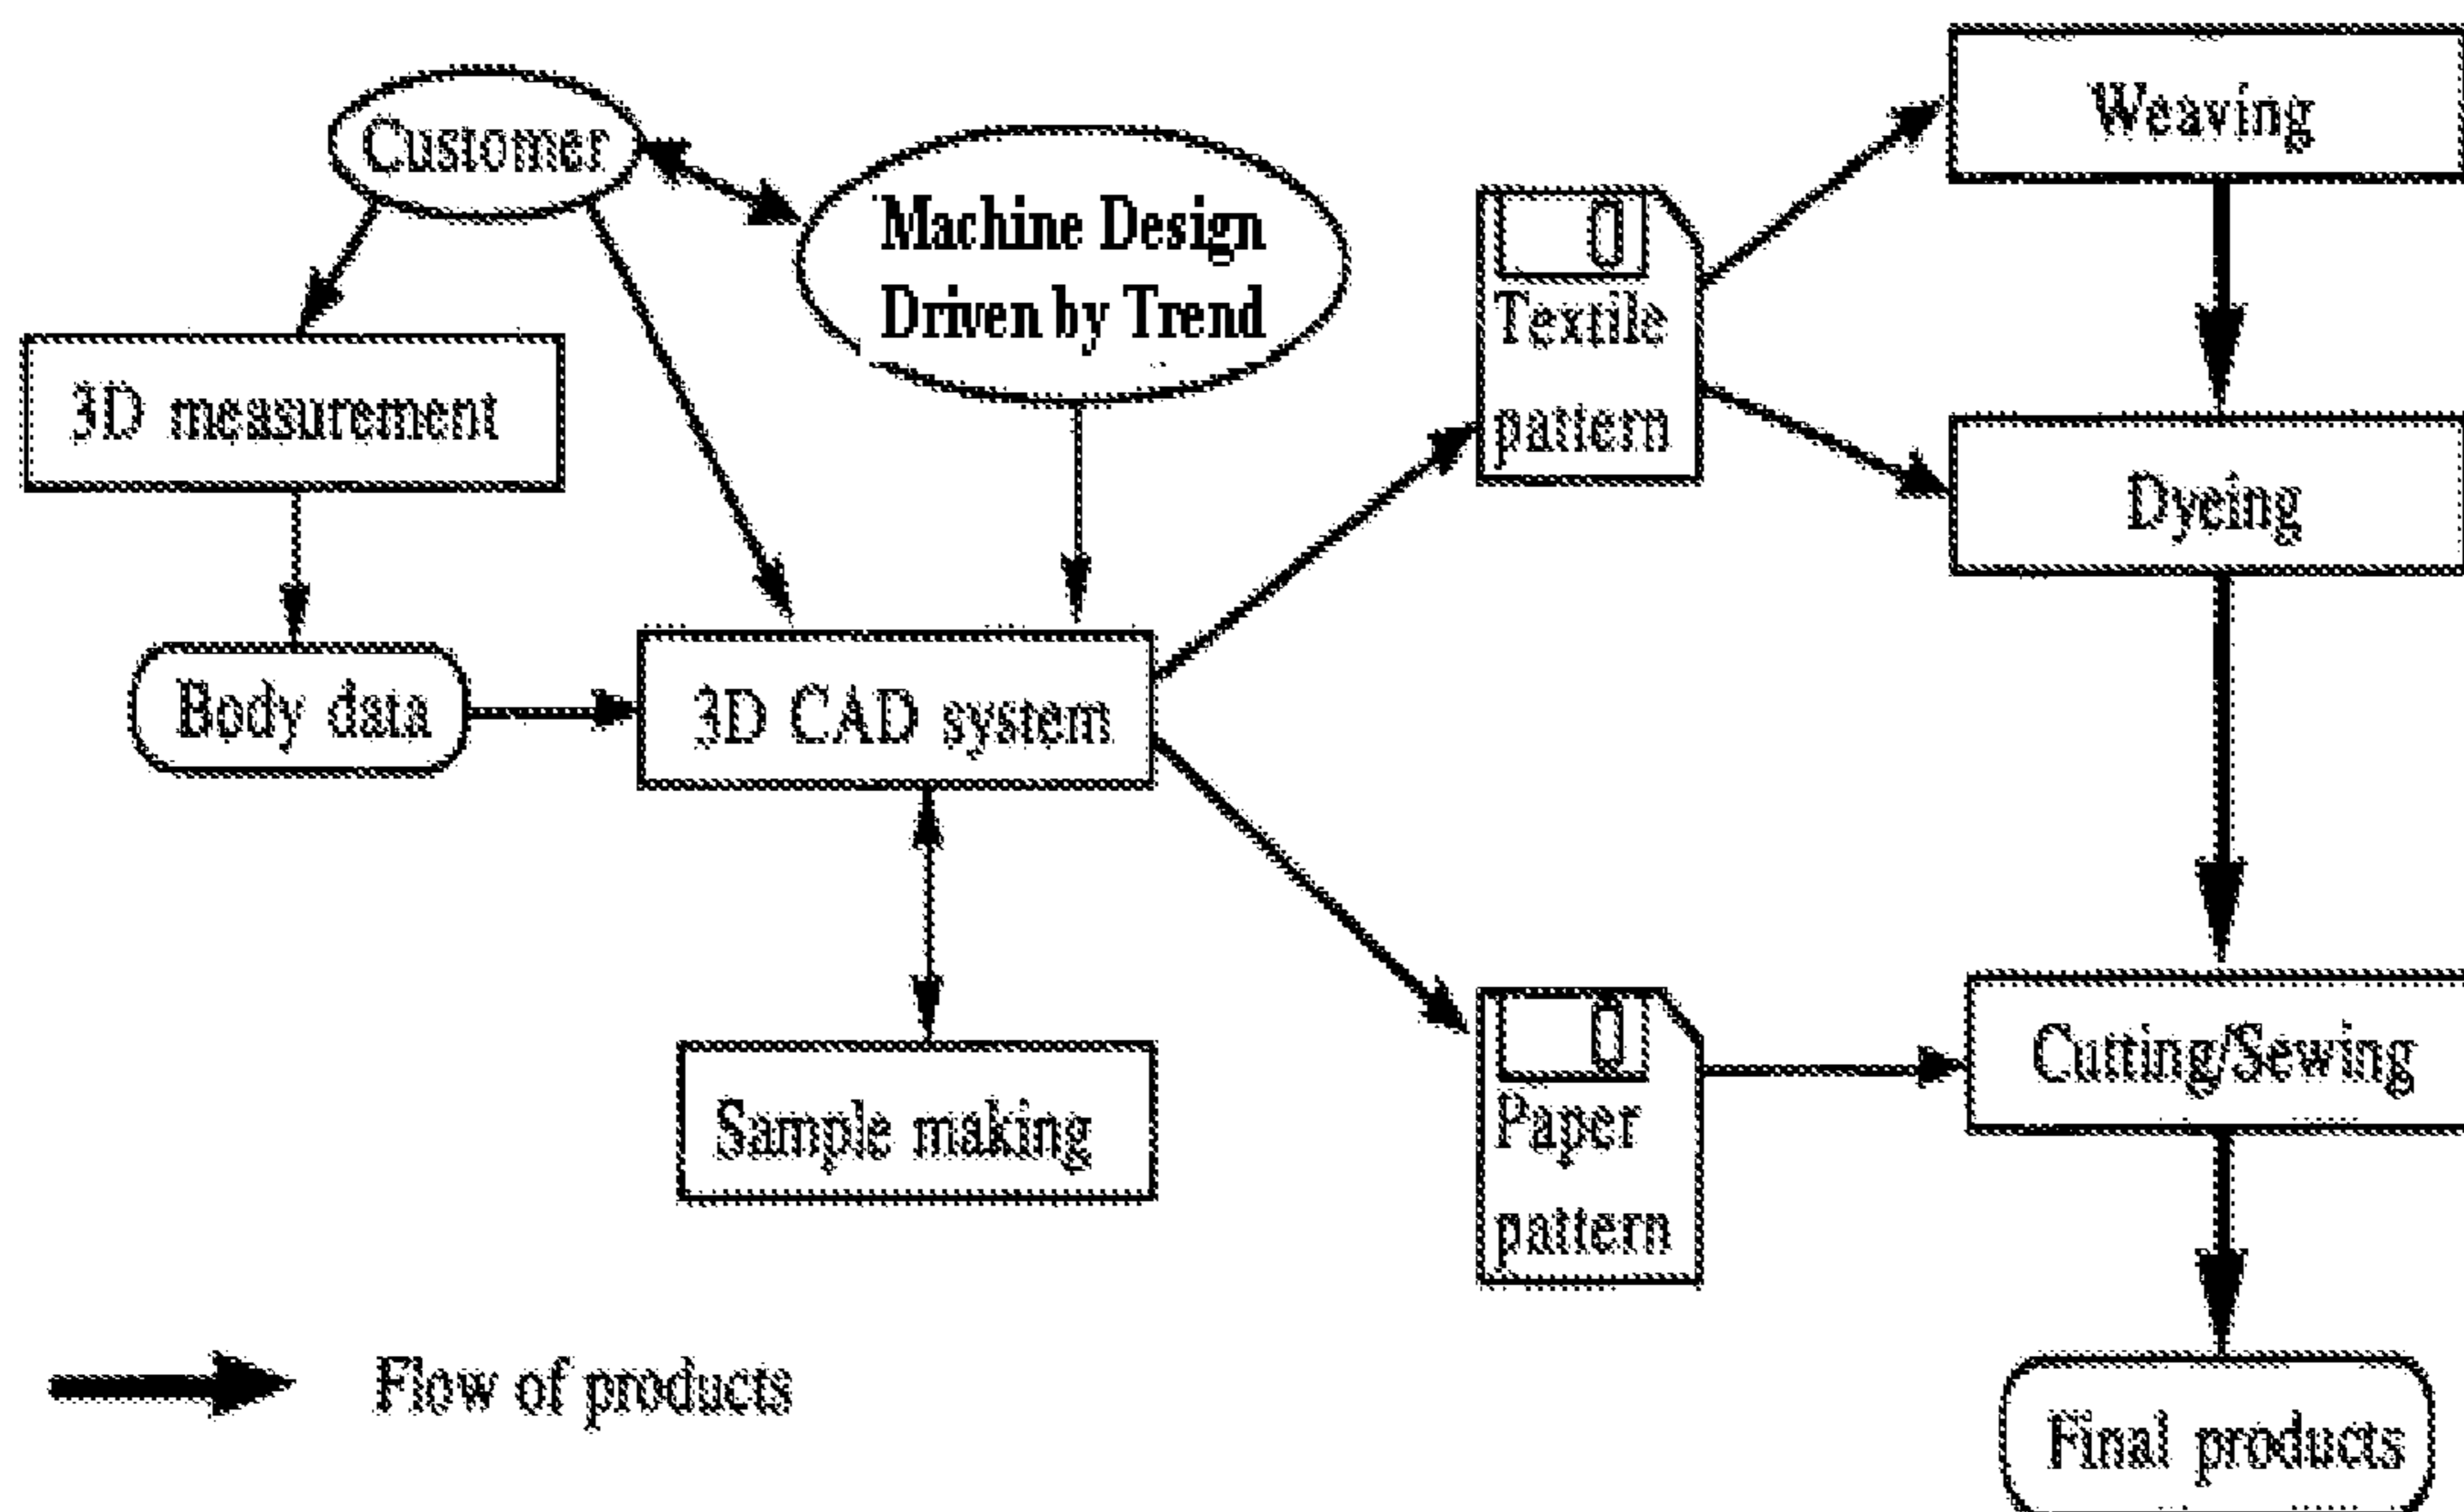 Customer
Machine Design
Driven by Trend
3D measurement
Body data
3D CAD system
Sample making
Textile
pattern
Paper
pattern
Weaving
Dyeing
Cutting/Sewing
Final products
Flow of products